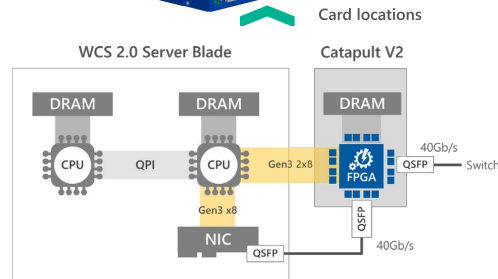 Card locations
WCS 2.0 Server Blade
Catapult V2
DRAM
DRAM
DRAM
CPU
QPI
CPU
Gen3 2x8
FPGA
40Gb/s
QSFP
Switch
Gen3 x8
NIC
QSFP
QSFP
40Gb/s